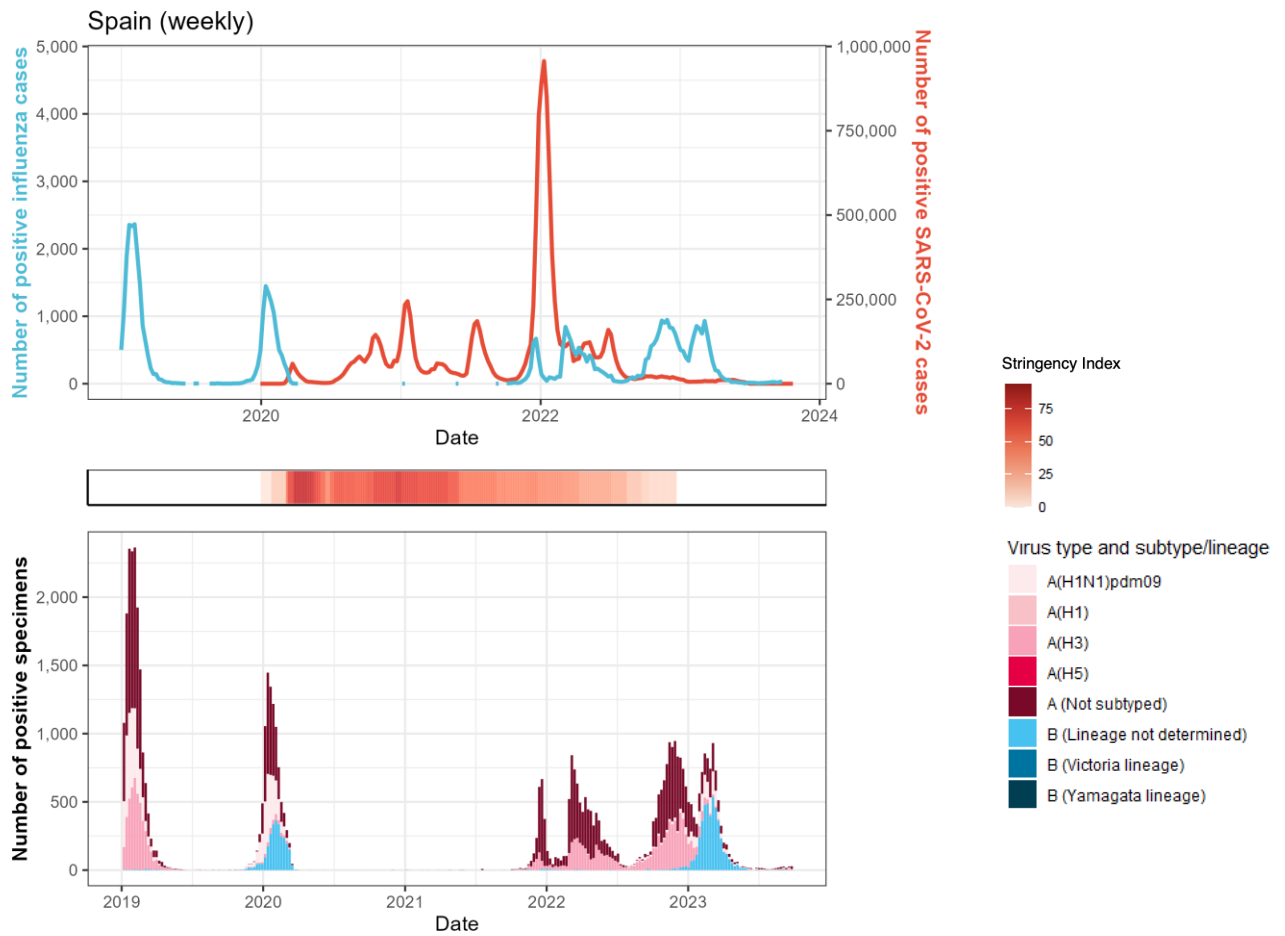 Spain (weekly)
Number of positive influenza cases
5,000
4,000
3,000
2,000
1,000
0
1,000,000
750,000
500,000
250,000
0
Number of positive SARS-CoV-2 cases
2020
2022
2024
Date
Stringency Index
75
50
25
0
Number of positive specimens
2,000
1,500
1,000
500
0
2019
2020
2021
2022
2023
Date
Virus type and subtype/lineage
A(H1N1)pdm09
A(H1)
A(H3)
A(H5)
A (Not subtyped)
B (Lineage not determined)
B (Victoria lineage)
B (Yamagata lineage)